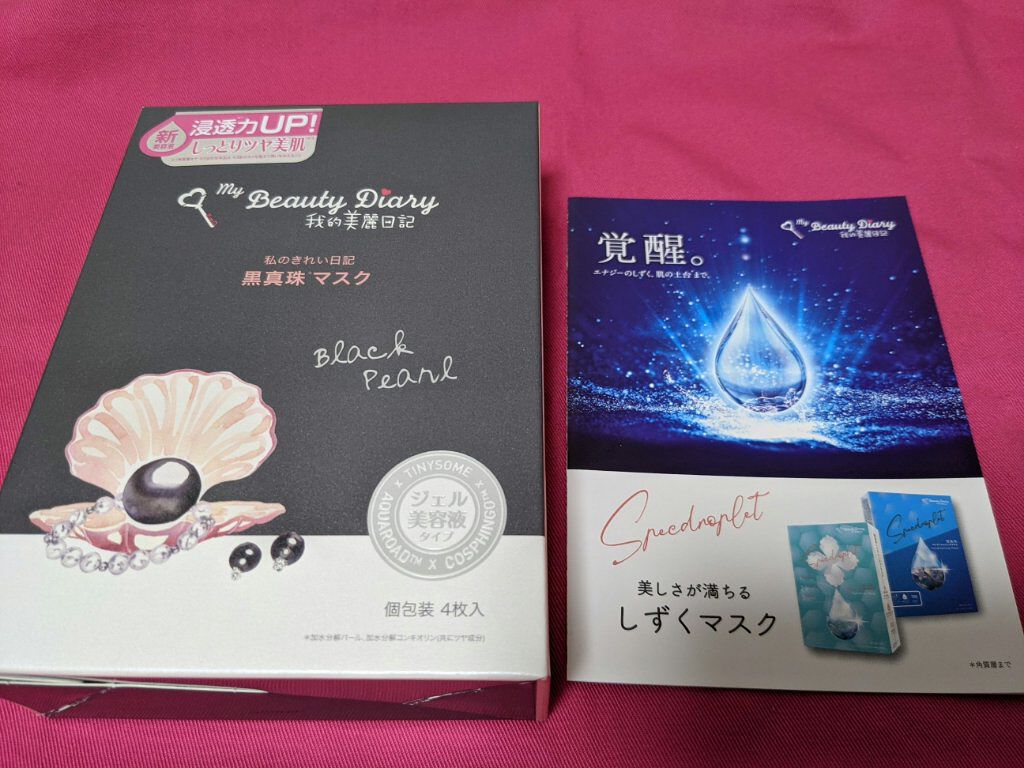 新
美容液
浸透力UP!
しっとりツヤ美肌
My Beauty Diary
我的美麗日記
私のきれい日記
黒真珠*マスク
Black
Pearl
TINYSOME x
AQUAROAD™ x COSPHINGO™ x
ジェル
美容液
タイプ
個包装 4枚入
*加水分解パール、加水分解コンキオリン(共にツヤ成分)
My Beauty Diary
我的美麗日記
覚醒。
エナジーのしずく、肌の土台*まで。
Specdroplet
美しさが満ちる
しずくマスク
Specdroplet
*角質層まで